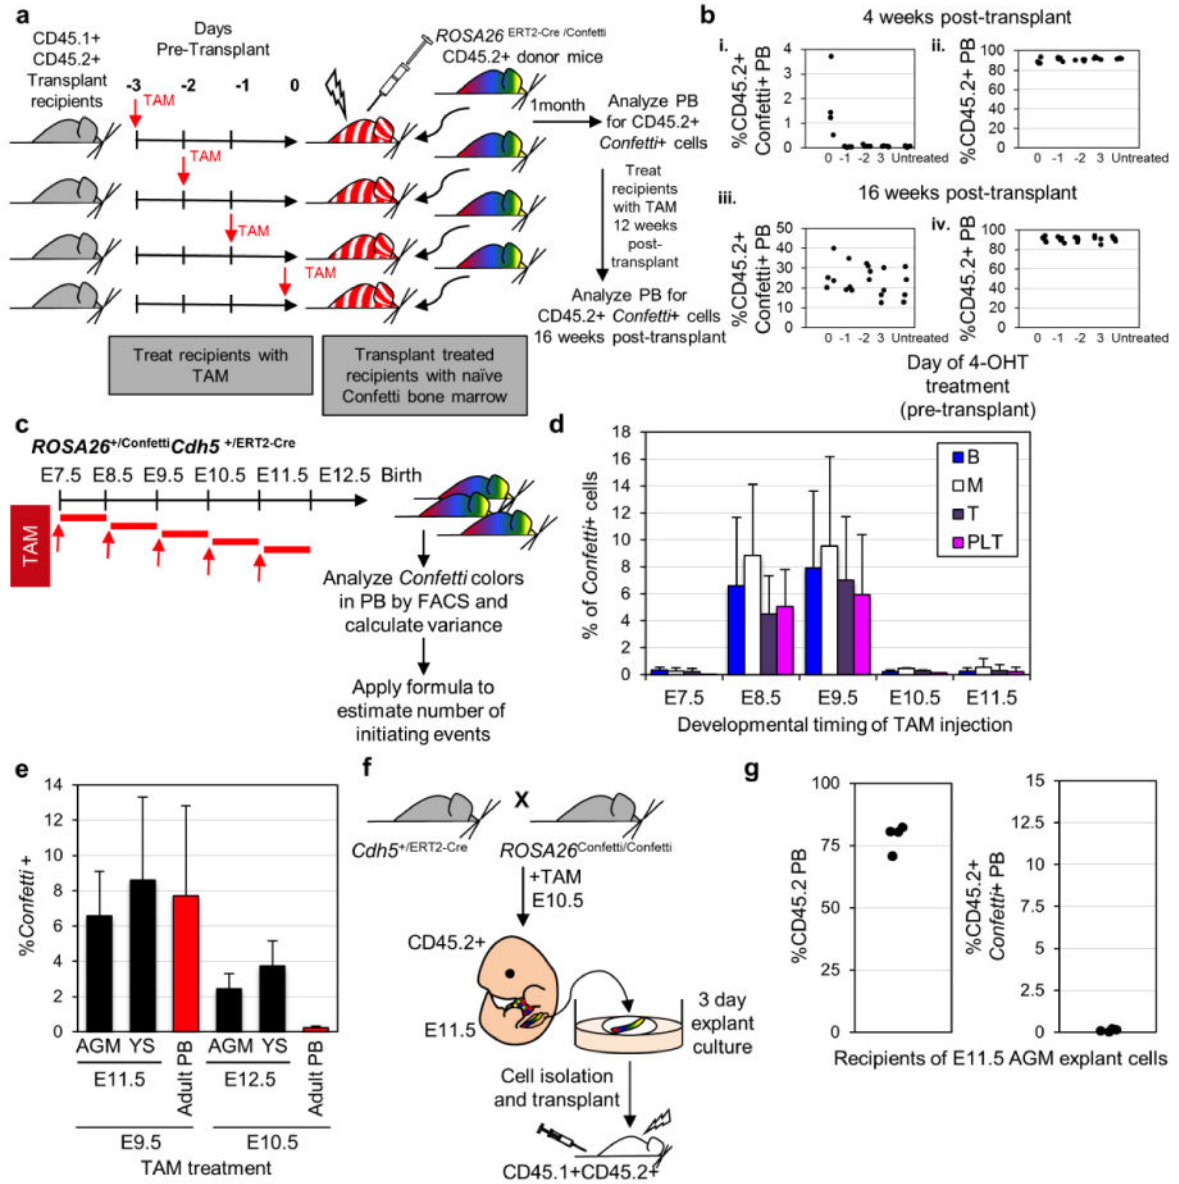 a
CD45.1+
CD45.2+
Transplant
recipients
Days
Pre-Transplant
-3
-2
-1
0
TAM
TAM
TAM
TAM
ROSA26 ERT2-Cre /Confetti
CD45.2+ donor mice
1month
Analyze PB
for CD45.2+
Confetti+ cells
Treat
recipients
with TAM
12 weeks
post-
transplant
Analyze PB for
CD45.2+ Confetti+ cells
16 weeks post-transplant
Treat recipients with
TAM
Transplant treated
recipients with naïve
Confetti bone marrow
b
4 weeks post-transplant
i.
%CD45.2+
Confetti+ PB
4
3
2
1
0
0 -1 -2 3 Untreated
ii.
%CD45.2+ PB
100
80
60
40
20
0
0 -1 -2 3 Untreated
16 weeks post-transplant
iii.
%CD45.2+
Confetti+ PB
50
40
30
20
10
0
0 -1 -2 3 Untreated
iv.
%CD45.2+ PB
100
80
60
40
20
0
0 -1 -2 3 Untreated
Day of 4-OHT
treatment
(pre-transplant)
c
ROSA26+/Confetti Cdh5 +/ERT2-Cre
E7.5 E8.5 E9.5 E10.5 E11.5 E12.5 Birth
TAM
Analyze Confetti colors
in PB by FACS and
calculate variance
Apply formula to
estimate number of
initiating events
d
% of Confetti+ cells
18
16
14
12
10
8
6
4
2
0
B
M
T
PLT
E7.5 E8.5 E9.5 E10.5 E11.5
Developmental timing of TAM injection
e
%Confetti +
14
12
10
8
6
4
2
0
AGM YS Adult PB AGM YS Adult PB
E11.5 E12.5
E9.5 E10.5
TAM treatment
f
X
Cdh5+/ERT2-Cre
ROSA26Confetti/Confetti
+TAM
E10.5
CD45.2+
E11.5
3 day
explant
culture
Cell isolation
and transplant
CD45.1+CD45.2+
g
%CD45.2 PB
100
75
50
25
0
%CD45.2+
Confetti+ PB
15
12.5
10
7.5
5
2.5
0
Recipients of E11.5 AGM explant cells